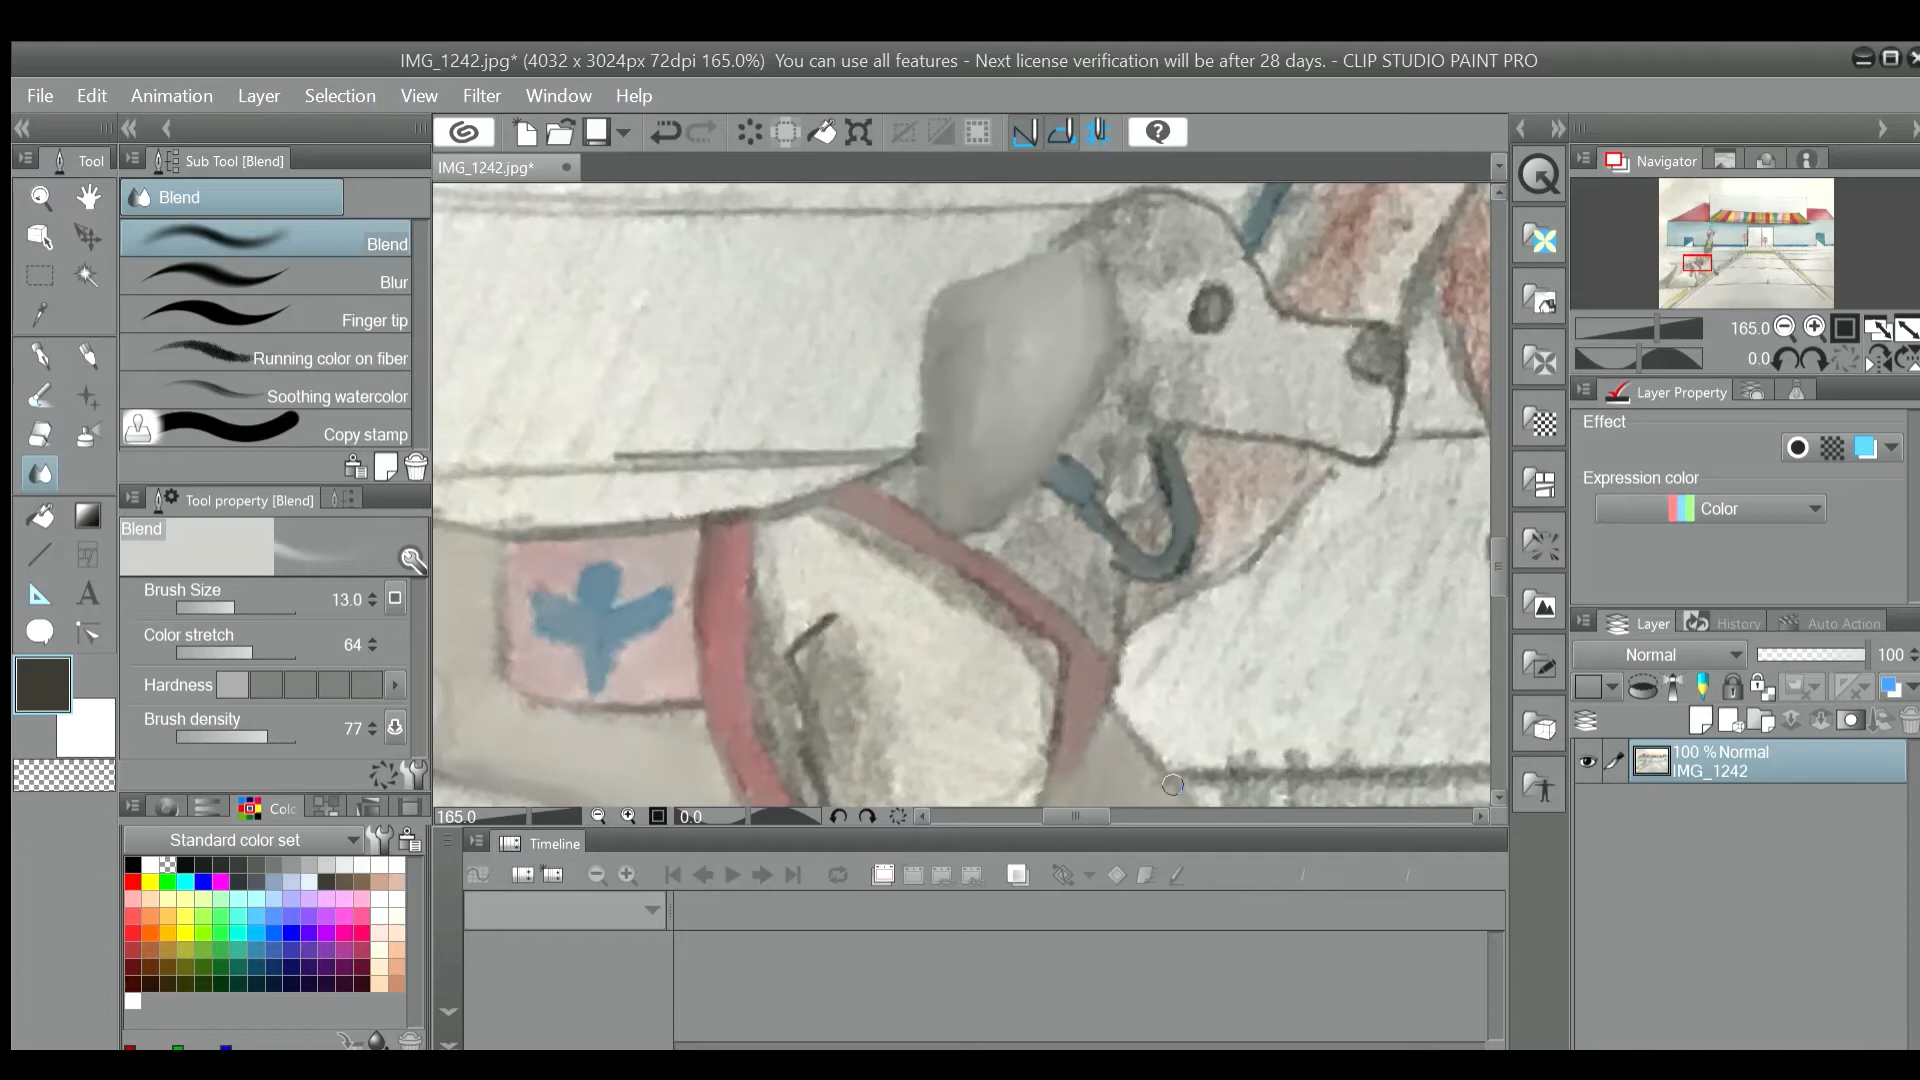 IMG_1242.jpg* (4032 x 3024px 72dpi 165.0%)  You can use all features - Next license verification will be after 28 days. - CLIP STUDIO PAINT PRO
File Edit Animation Layer Selection View Filter Window Help
Tool
Sub Tool [Blend]
Blend
Blend
Blur
Finger tip
Running color on fiber
Soothing watercolor
Copy stamp
Tool property [Blend]
Blend
Brush Size 13.0
Color stretch 64
Hardness
Brush density 77
Colc
Standard color set
IMG_1242.jpg*
165.0 0.0
Timeline
Navigator
165.0
0.0
Layer Property
Effect
Expression color
Color
Layer History Auto Action
Normal 100
100 % Normal
IMG_1242